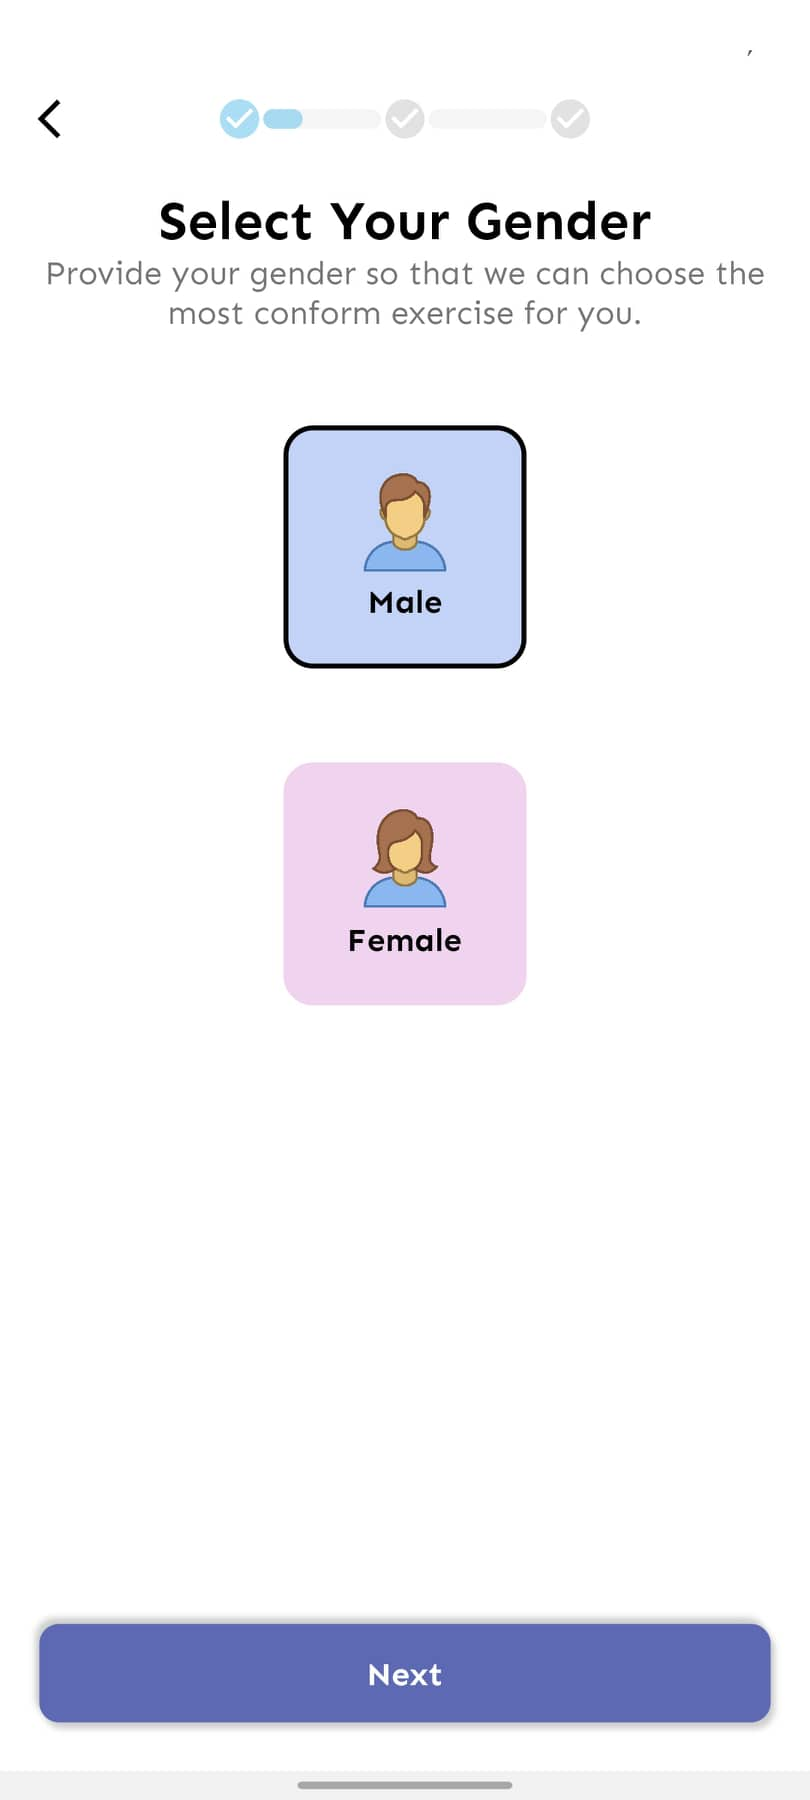 Select Your Gender
Provide your gender so that we can choose the
most conform exercise for you.
Male
Female
Next